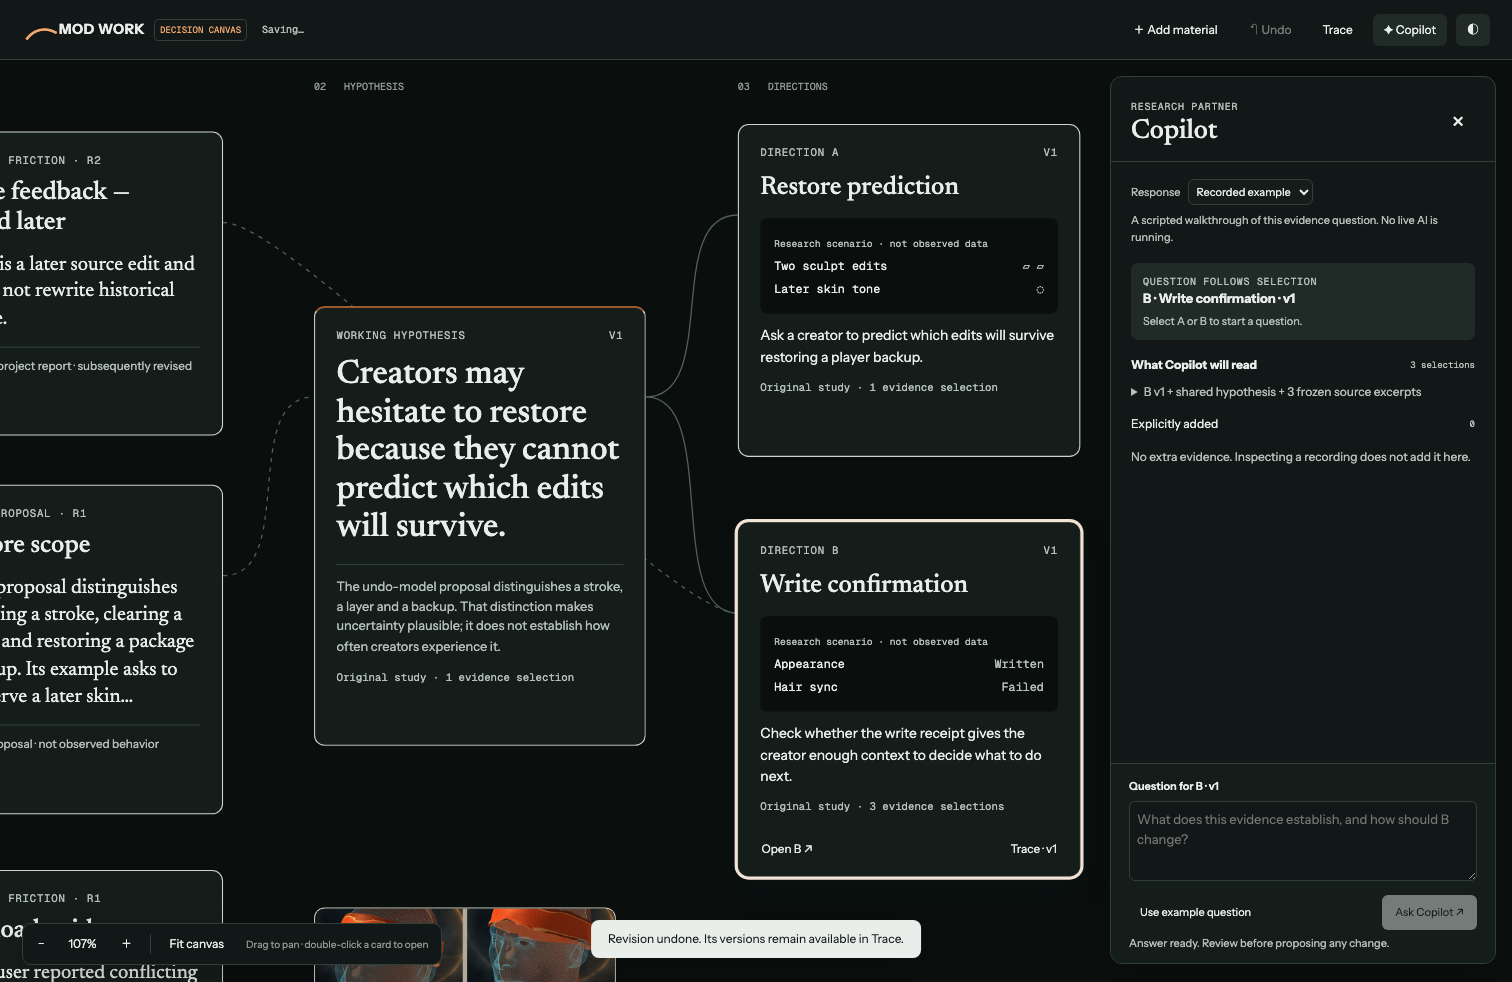 MOD WORK
DECISION CANVAS
Saving…
+ Add material
Undo
Trace
Copilot
02 HYPOTHESIS
03 DIRECTIONS
FRICTION · R2
feedback —
later
is a later source edit and
not rewrite historical
project report · subsequently revised
R1
scope
proposal distinguishes
a stroke, clearing a
and restoring a package
Its example asks to
a later skin…
not observed behavior
FRICTION · R1
user reported conflicting
WORKING HYPOTHESIS V1
Creators may
hesitate to restore
because they cannot
predict which edits
will survive.
The undo-model proposal distinguishes a stroke,
a layer and a backup. That distinction makes
uncertainty plausible; it does not establish how
often creators experience it.
Original study · 1 evidence selection
DIRECTION A V1
Restore prediction
Research scenario · not observed data
Two sculpt edits
Later skin tone
Ask a creator to predict which edits will survive
restoring a player backup.
Original study · 1 evidence selection
DIRECTION B V1
Write confirmation
Research scenario · not observed data
Appearance Written
Hair sync Failed
Check whether the write receipt gives the
creator enough context to decide what to do
next.
Original study · 3 evidence selections
Open B ↗ Trace · v1
RESEARCH PARTNER
Copilot
Response Recorded example
A scripted walkthrough of this evidence question. No live AI is
running.
QUESTION FOLLOWS SELECTION
B · Write confirmation · v1
Select A or B to start a question.
What Copilot will read 3 selections
B v1 + shared hypothesis + 3 frozen source excerpts
Explicitly added 0
No extra evidence. Inspecting a recording does not add it here.
Question for B · v1
What does this evidence establish, and how should B
change?
Use example question
Ask Copilot ↗
Answer ready. Review before proposing any change.
− 107% + Fit canvas Drag to pan · double-click a card to open
Revision undone. Its versions remain available in Trace.